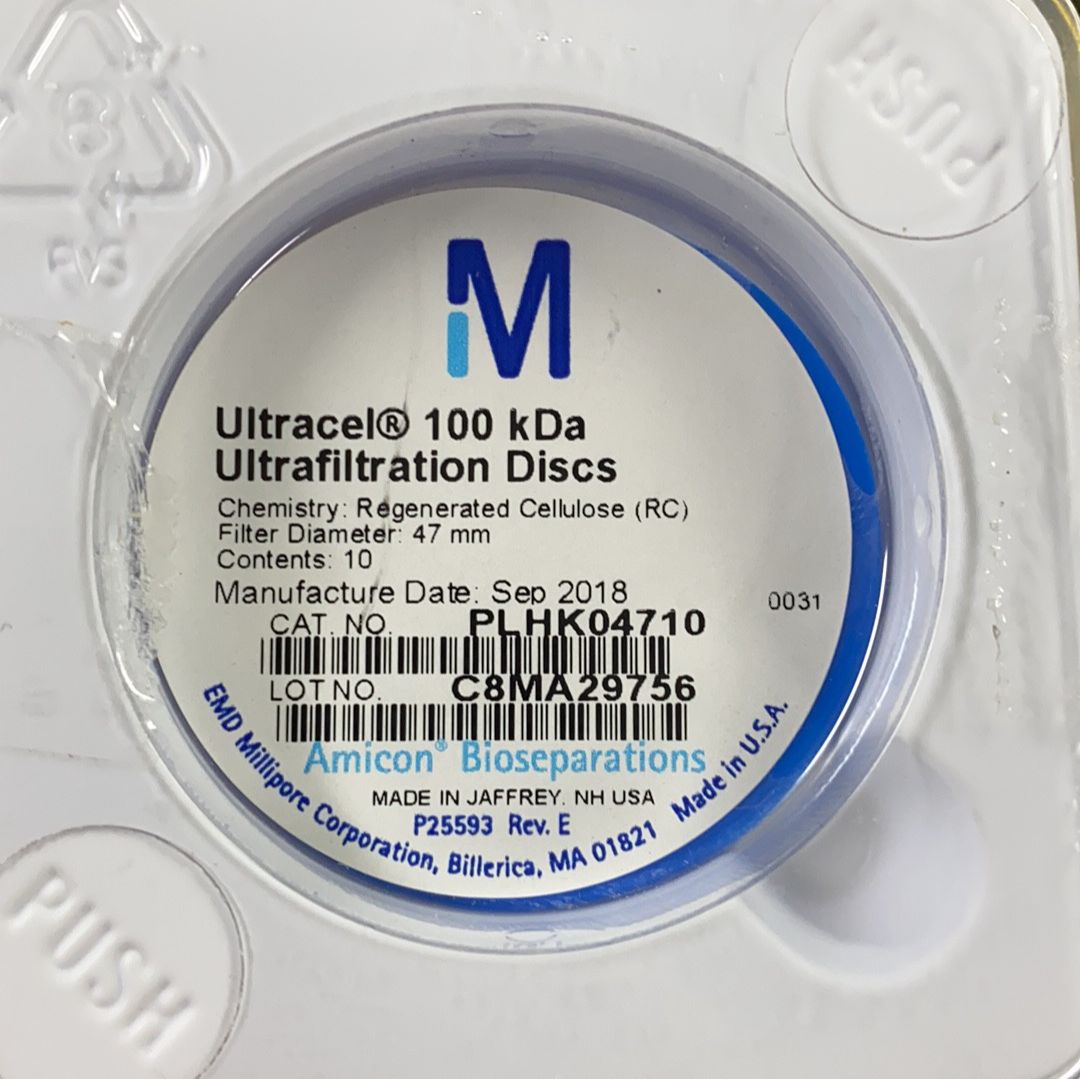 PUSH
M
Ultracel® 100 kDa
Ultrafiltration Discs
Chemistry: Regenerated Cellulose (RC)
Filter Diameter: 47 mm
Contents: 10
Manufacture Date: Sep 2018
0031
CAT. NO. PLHK04710
LOT NO. C8MA29756
Amicon® Bioseparations
MADE IN JAFFREY. NH USA
P25593 Rev. E
EMD Millipore Corporation, Billerica, MA 01821 Made in U.S.A.
PUSH